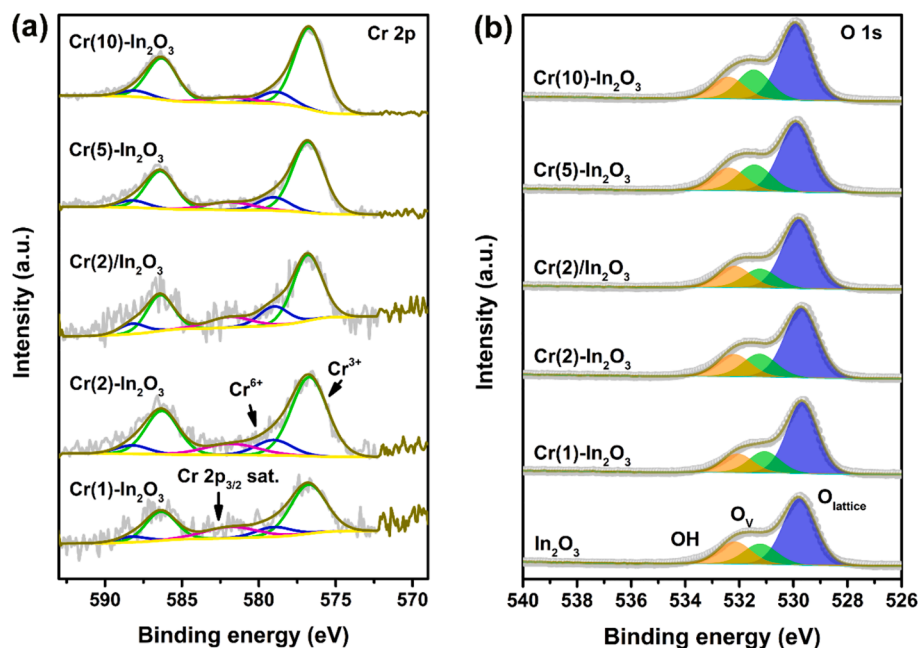 (a)
Cr 2p
Cr(10)-In₂O₃
Cr(5)-In₂O₃
Cr(2)/In₂O₃
Cr(2)-In₂O₃
Cr⁶⁺
Cr³⁺
Cr 2p₃/₂ sat.
Cr(1)-In₂O₃
Intensity (a.u.)
590 585 580 575 570
Binding energy (eV)
(b)
O 1s
Cr(10)-In₂O₃
Cr(5)-In₂O₃
Cr(2)/In₂O₃
Cr(2)-In₂O₃
Cr(1)-In₂O₃
O_lattice
O_V
OH
In₂O₃
Intensity (a.u.)
540 538 536 534 532 530 528 526
Binding energy (eV)